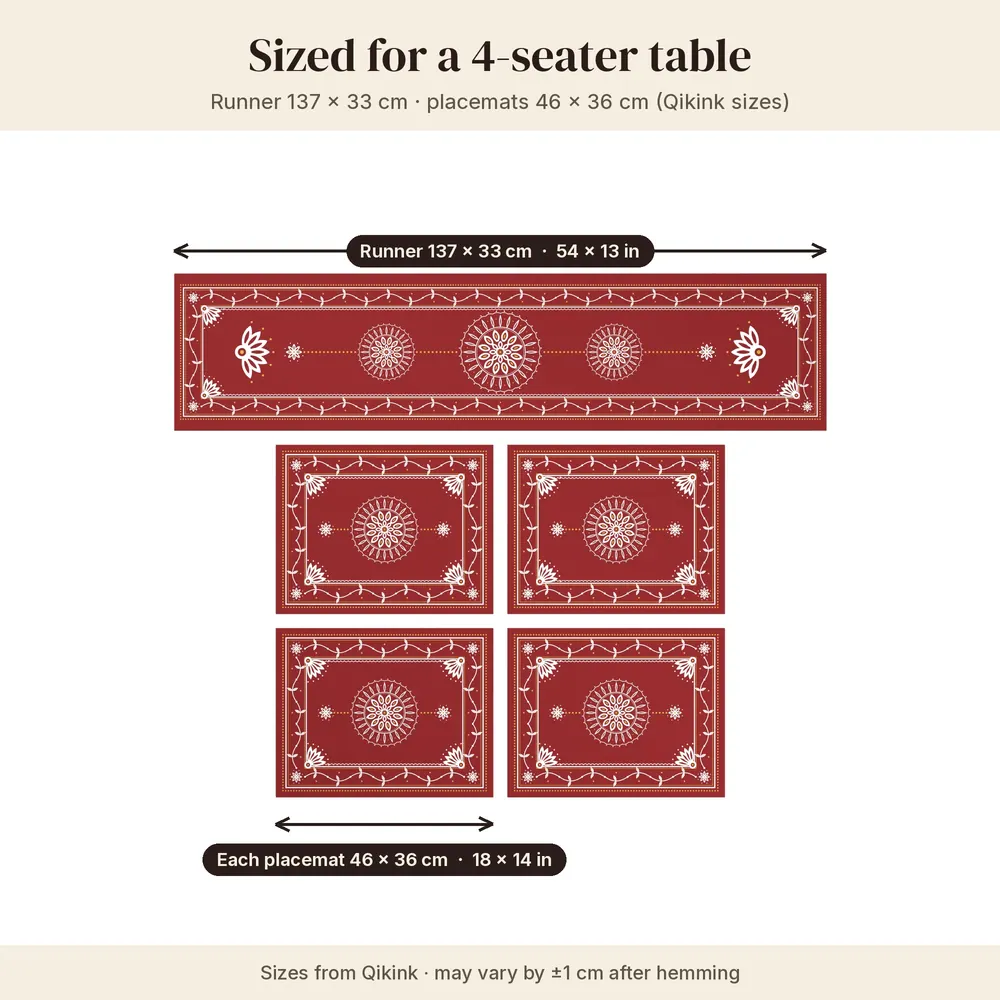 Sized for a 4-seater table
Runner 137 × 33 cm · placemats 46 × 36 cm (Qikink sizes)
Runner 137 × 33 cm · 54 × 13 in
Each placemat 46 × 36 cm · 18 × 14 in
Sizes from Qikink · may vary by ±1 cm after hemming